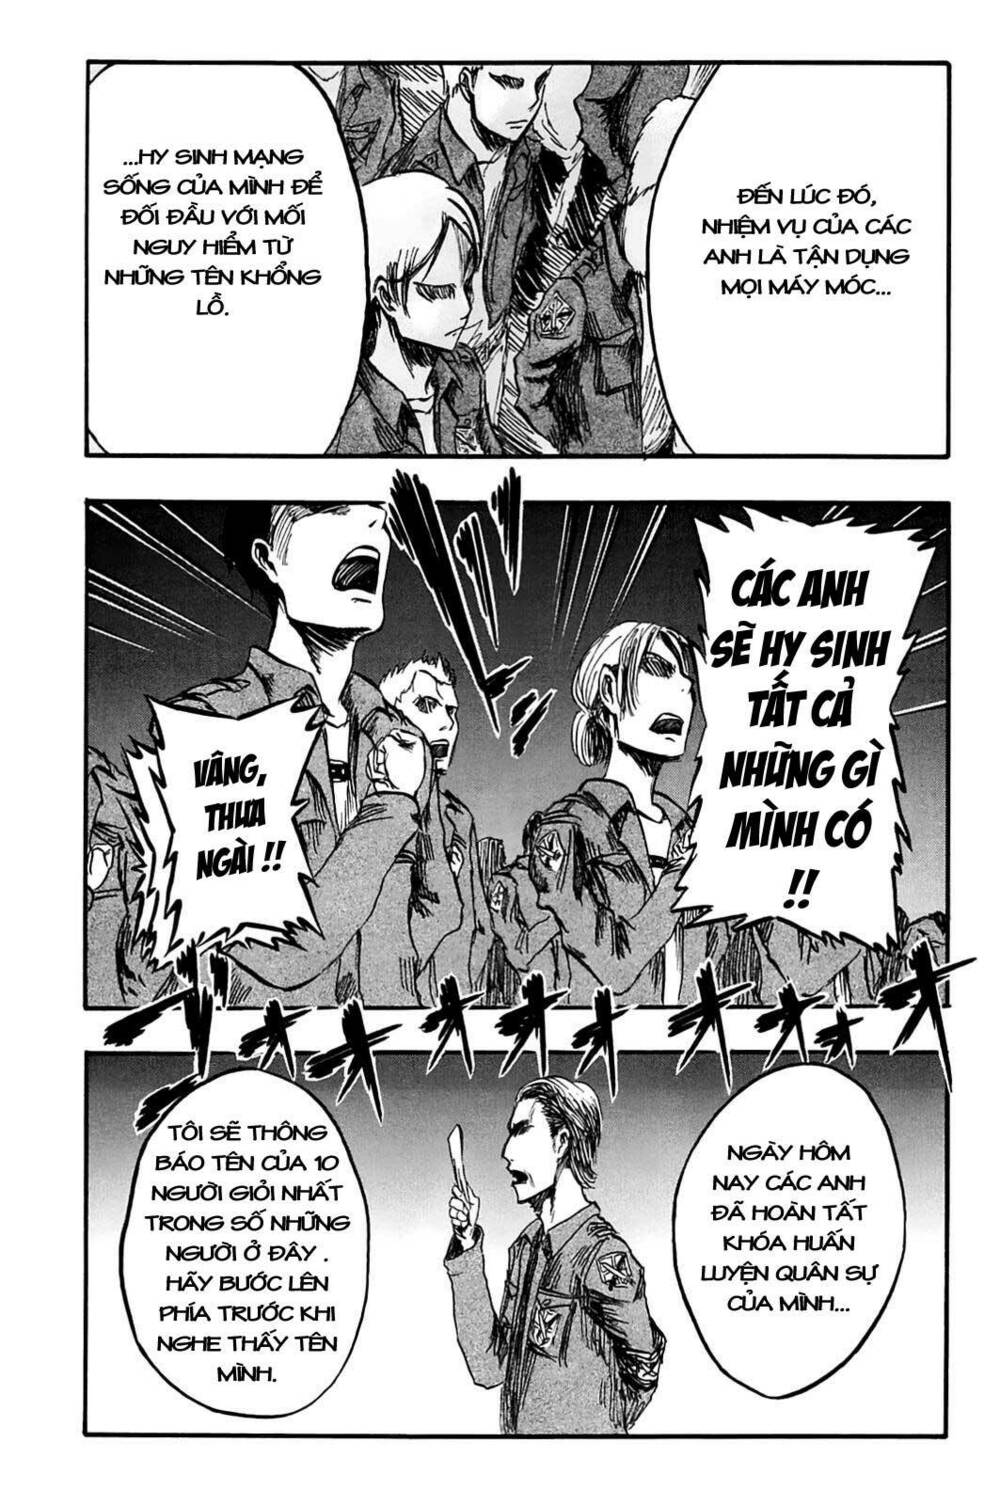 ĐẾN LÚC ĐÓ,
NHIỆM VỤ CỦA CÁC
ANH LÀ TẬN DỤNG
MỌI MÁY MÓC...
...HY SINH MẠNG
SỐNG CỦA MÌNH ĐỂ
ĐỐI ĐẦU VỚI MỐI
NGUY HIỂM TỪ
NHỮNG TÊN KHỔNG
LỒ.
CÁC ANH
SẼ HY SINH
TẤT CẢ
NHỮNG GÌ
MÌNH CÓ
!!
VÂNG,
THƯA
NGÀI !!
NGÀY HÔM
NAY CÁC ANH
ĐÃ HOÀN TẤT
KHÓA HUẤN
LUYỆN QUÂN SỰ
CỦA MÌNH...
TÔI SẼ THÔNG
BÁO TÊN CỦA 10
NGƯỜI GIỎI NHẤT
TRONG SỐ NHỮNG
NGƯỜI Ở ĐÂY .
HÃY BƯỚC LÊN
PHÍA TRƯỚC KHI
NGHE THẤY TÊN
MÌNH.